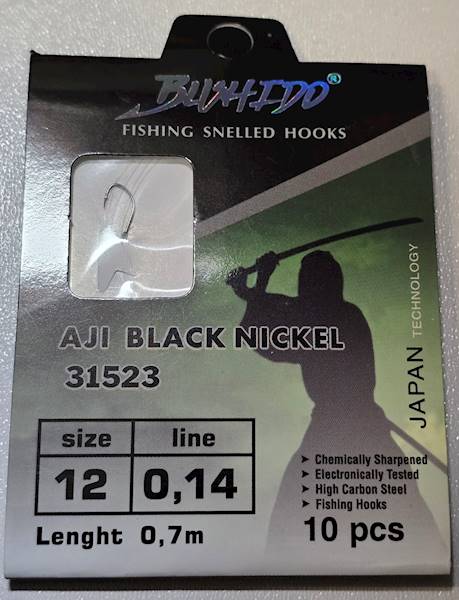 BUSHIDO®
FISHING SNELLED HOOKS
JAPAN TECHNOLOGY
AJI BLACK NICKEL
31523
size line
12 0,14
Lenght 0,7m
Chemically Sharpened
Electronically Tested
High Carbon Steel
Fishing Hooks
10 pcs